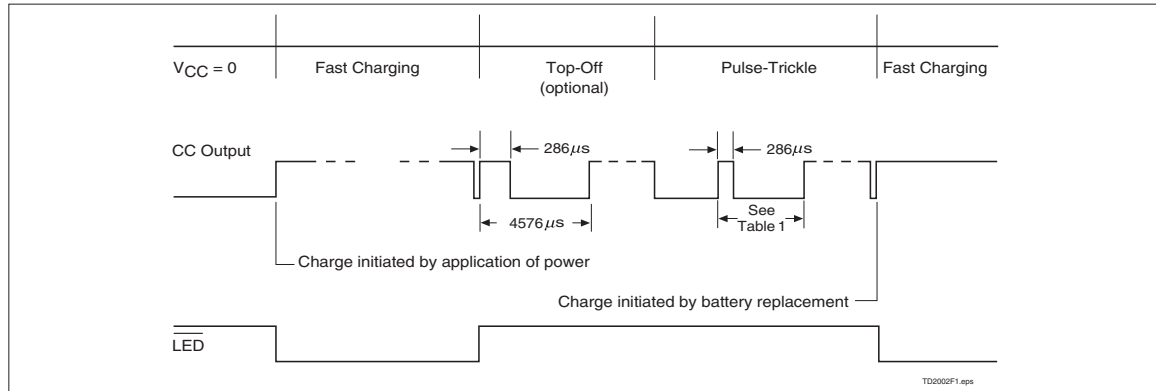 VCC = 0 Fast Charging Top-Off Pulse-Trickle Fast Charging
(optional)
CC Output 286µs 286µs
4576µs See
Table 1
Charge initiated by application of power
Charge initiated by battery replacement
LED
TD2002F1.eps